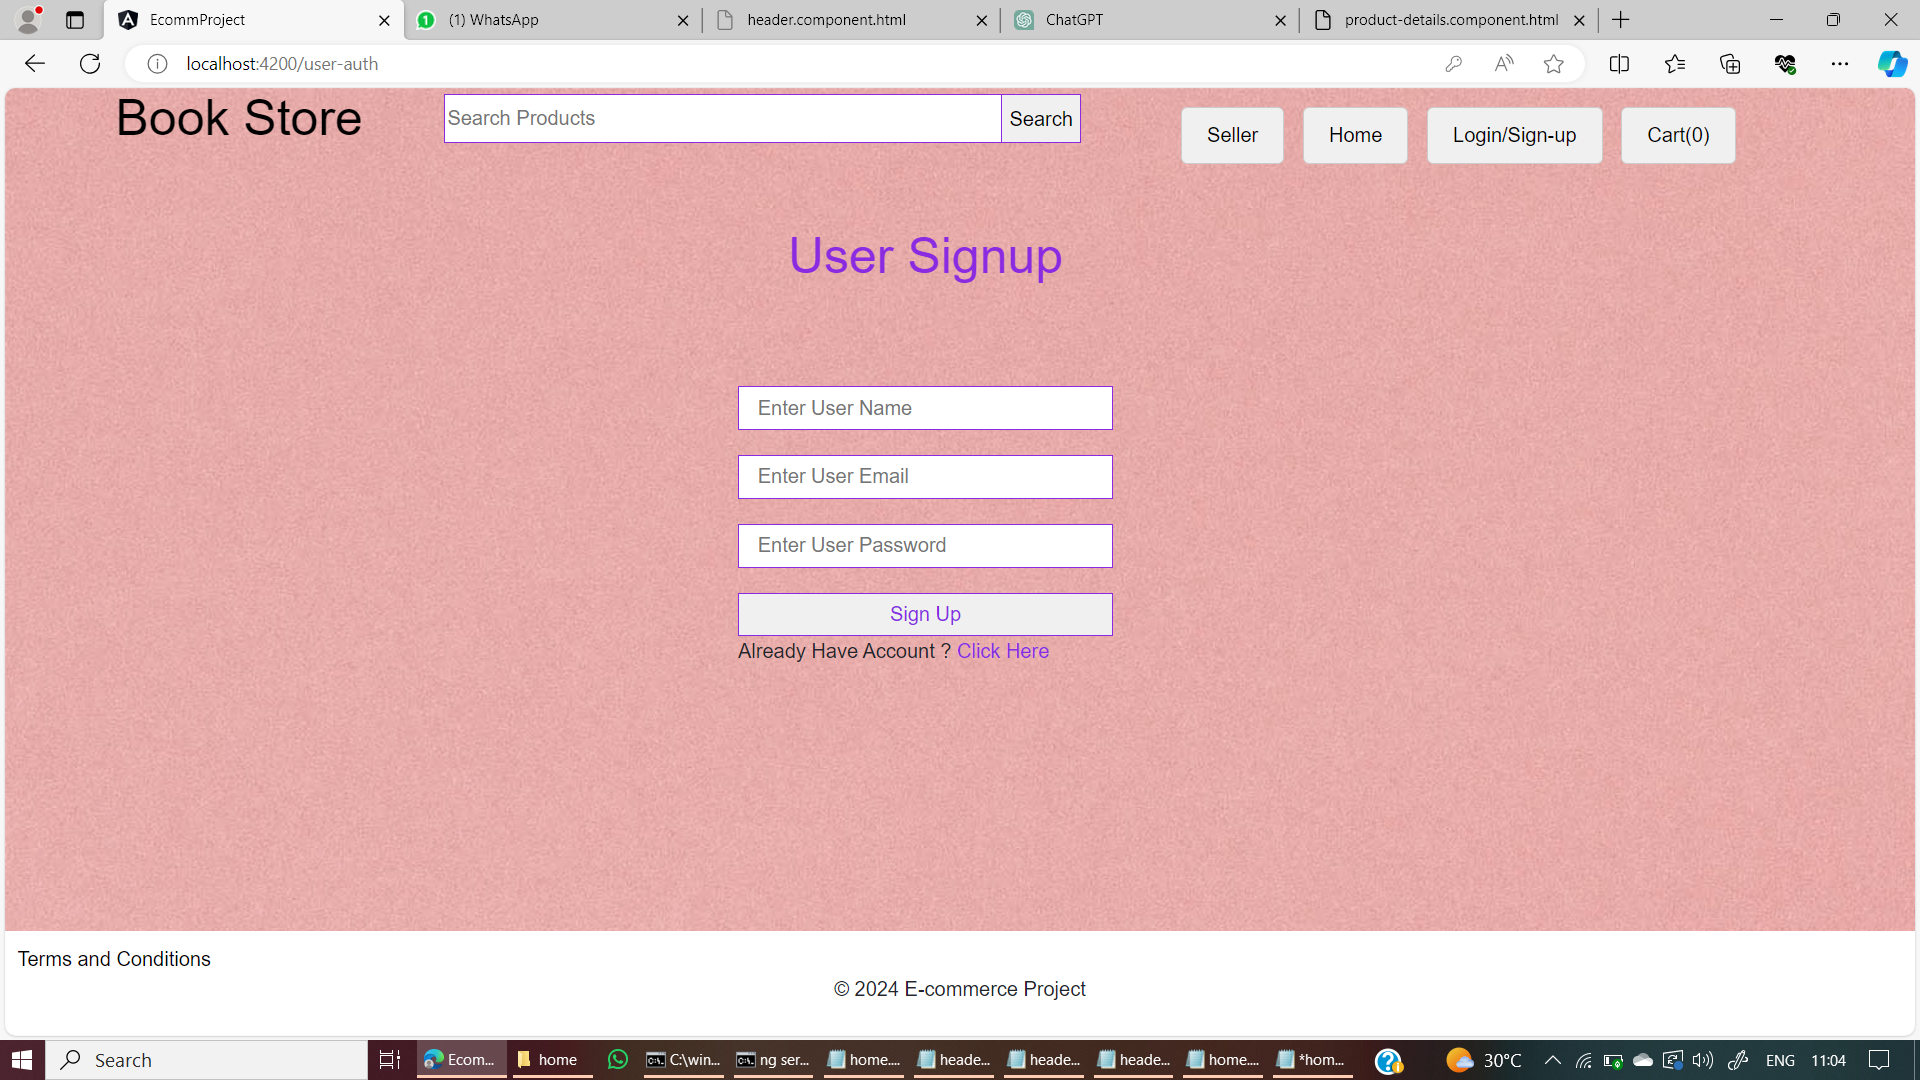 EcommProject
(1) WhatsApp
header.component.html
ChatGPT
product-details.component.html
localhost:4200/user-auth
Book Store
Search Products
Search
Seller
Home
Login/Sign-up
Cart(0)
User Signup
Enter User Name
Enter User Email
Enter User Password
Sign Up
Already Have Account ? Click Here
Terms and Conditions
© 2024 E-commerce Project
Search
Ecom...
home
C:\win...
ng ser...
home....
heade...
heade...
heade...
home....
*hom...
30°C
ENG
11:04